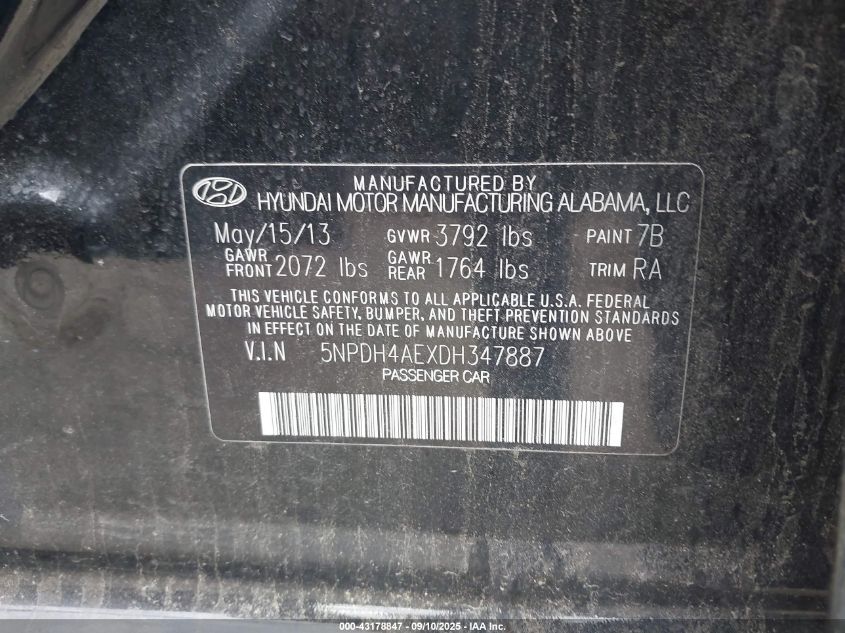 MANUFACTURED BY
HYUNDAI MOTOR MANUFACTURING ALABAMA, LLC
May/15/13 GVWR 3792 lbs PAINT 7B
GAWR FRONT 2072 lbs GAWR REAR 1764 lbs TRIM RA
THIS VEHICLE CONFORMS TO ALL APPLICABLE U.S.A. FEDERAL
MOTOR VEHICLE SAFETY, BUMPER, AND THEFT PREVENTION STANDARDS
IN EFFECT ON THE DATE OF MANUFACTURE SHOWN ABOVE
V.I.N 5NPDH4AEXDH347887
PASSENGER CAR
000-43178847 - 09/10/2025 - IAA Inc.